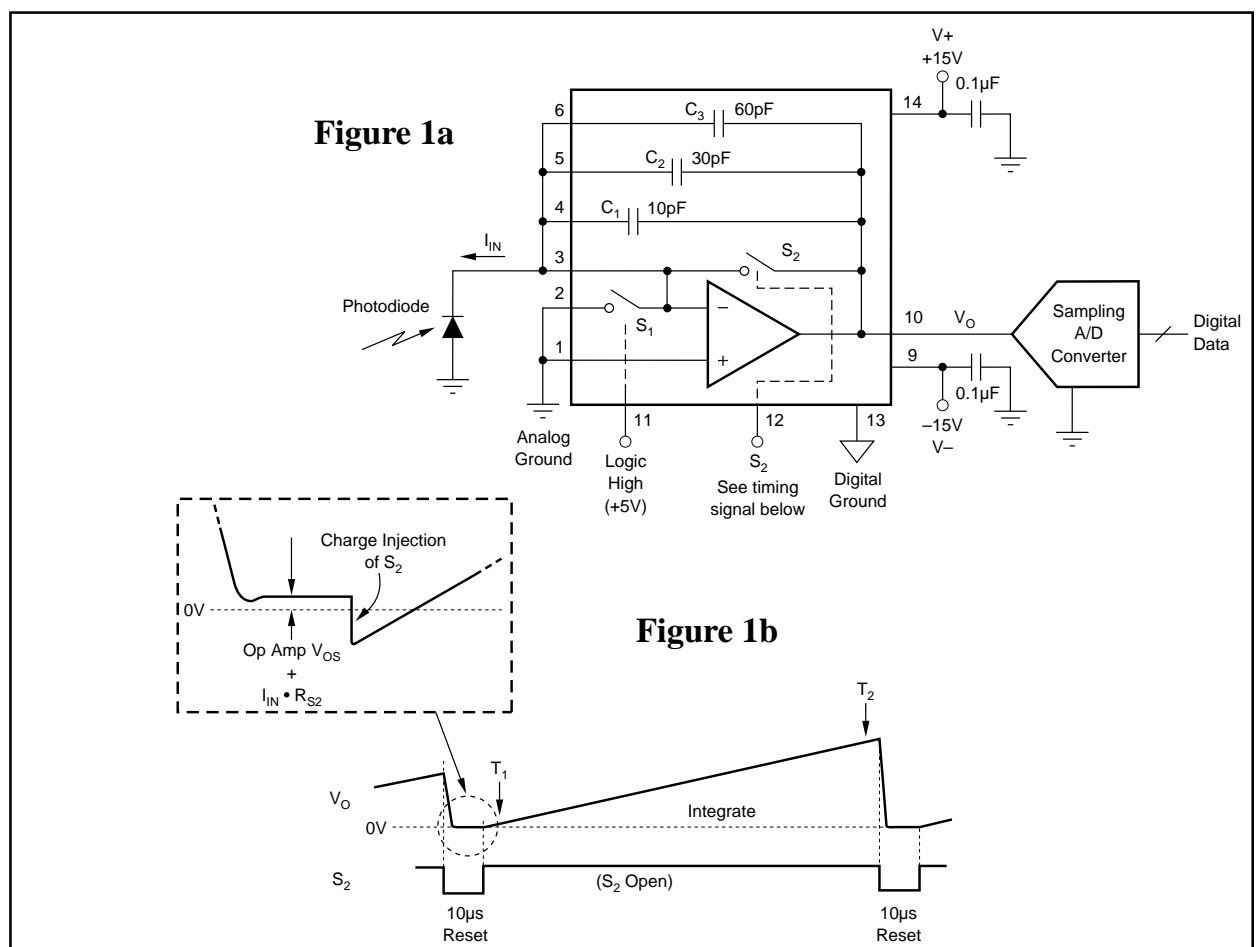 Figure 1a
V+
+15V
0.1µF
14
6
C3 60pF
5
C2 30pF
4
C1 10pF
IIN
3
S2
2
S1
Photodiode
1
–
+
10
VO
9
Sampling
A/D
Converter
Digital
Data
0.1µF
–15V
V–
Analog
Ground
11
Logic
High
(+5V)
12
S2
See timing
signal below
13
Digital
Ground
Charge Injection
of S2
0V
Op Amp VOS
+
IIN • RS2
Figure 1b
T2
T1
VO
Integrate
0V
S2
(S2 Open)
10µs
Reset
10µs
Reset